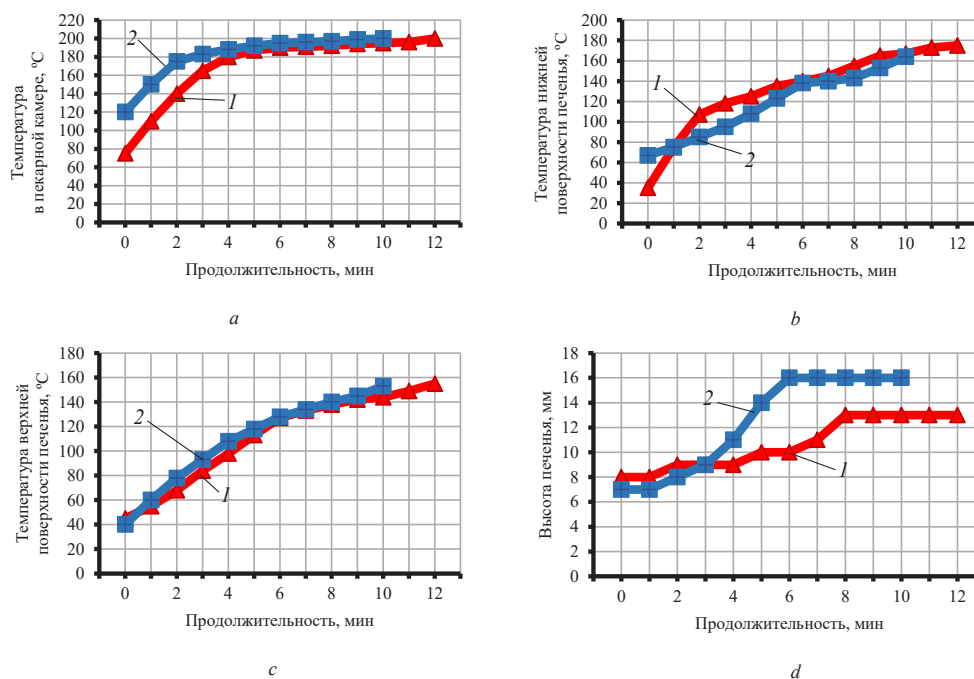 Температура
в пекарной камере, ºС
220
200
180
160
140
120
100
80
60
40
20
0
2
1
0 2 4 6 8 10 12
Продолжительность, мин
a
Температура нижней
поверхности печенья, ºС
200
180
160
140
120
100
80
60
40
20
0
1
2
0 2 4 6 8 10 12
Продолжительность, мин
b
Температура верхней
поверхности печенья, ºС
180
160
140
120
100
80
60
40
20
0
2
1
0 2 4 6 8 10 12
Продолжительность, мин
c
Высота печенья, мм
18
16
14
12
10
8
6
4
2
0
2
1
0 2 4 6 8 10 12
Продолжительность, мин
d